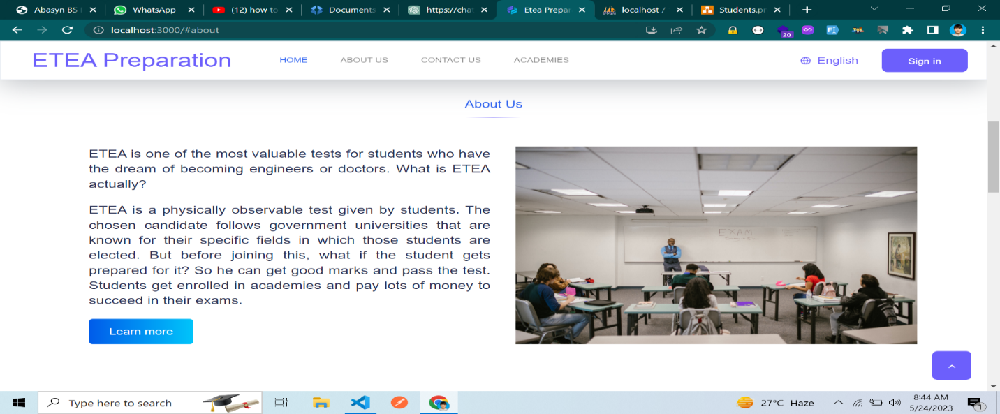 Abasyn BS
WhatsApp
(12) how to
Documents
https://cha
Etea Prepar
localhost /
Students.pr
localhost:3000/#about
20
ETEA Preparation
HOME
ABOUT US
CONTACT US
ACADEMIES
English
Sign in
About Us
ETEA is one of the most valuable tests for students who have
the dream of becoming engineers or doctors. What is ETEA
actually?
ETEA is a physically observable test given by students. The
chosen candidate follows government universities that are
known for their specific fields in which those students are
elected. But before joining this, what if the student gets
prepared for it? So he can get good marks and pass the test.
Students get enrolled in academies and pay lots of money to
succeed in their exams.
Learn more
EXAM
Type here to search
27°C Haze
8:44 AM
5/24/2023
1